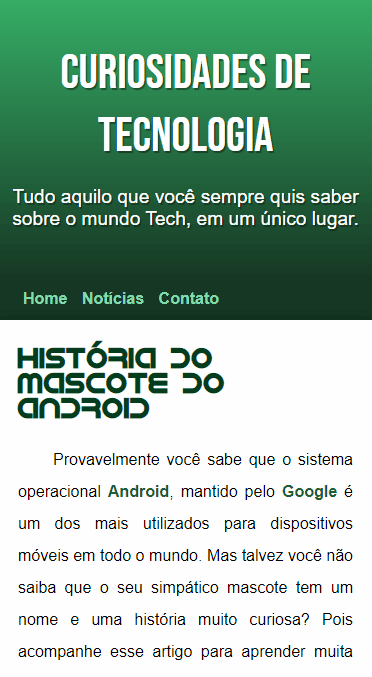 CURIOSIDADES DE
TECNOLOGIA
Tudo aquilo que você sempre quis saber
sobre o mundo Tech, em um único lugar.
Home Notícias Contato
História do
mascote do
Android
Provavelmente você sabe que o sistema
operacional Android, mantido pelo Google é
um dos mais utilizados para dispositivos
móveis em todo o mundo. Mas talvez você não
saiba que o seu simpático mascote tem um
nome e uma história muito curiosa? Pois
acompanhe esse artigo para aprender muita